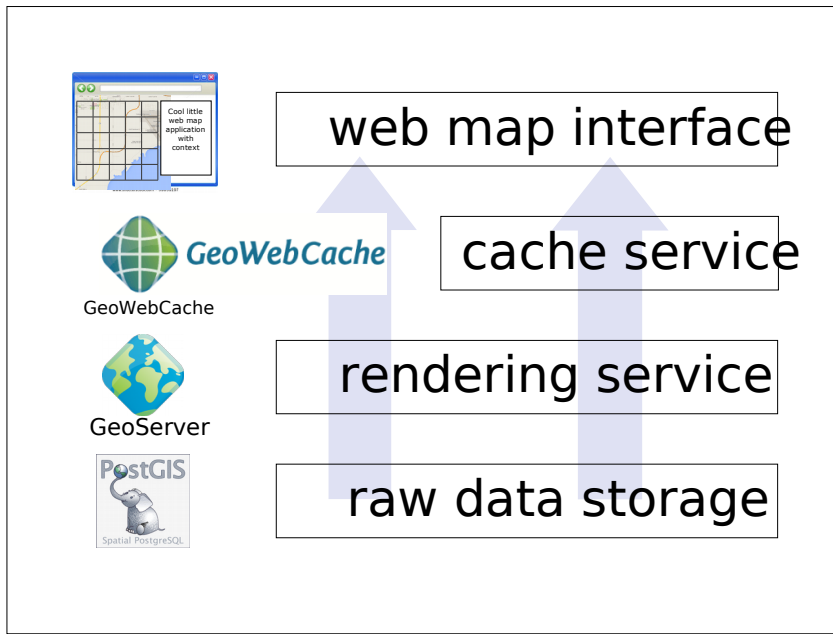 Cool little
web map
application
with
context
web map interface
GeoWebCache
cache service
GeoWebCache
rendering service
GeoServer
PostGIS
Spatial PostgreSQL
raw data storage